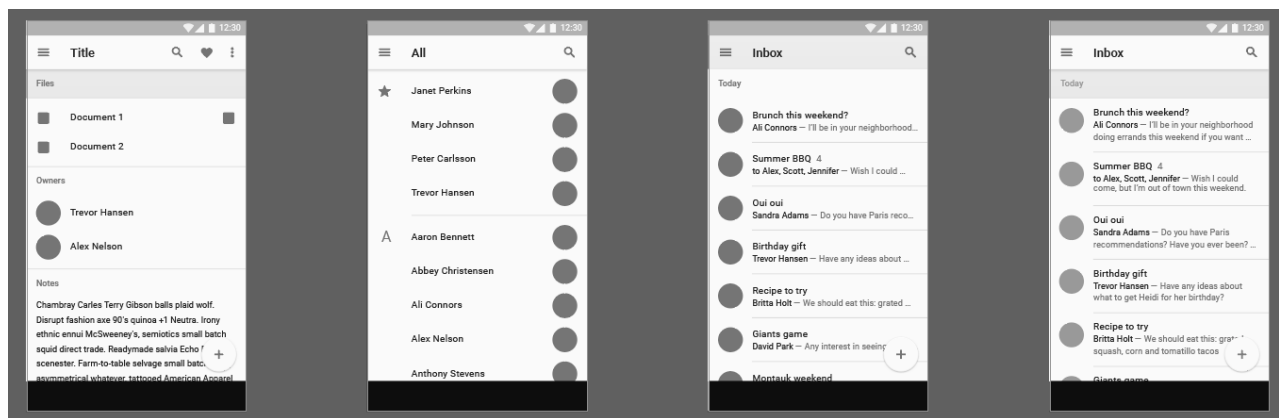 12:30
Title
Files
Document 1
Document 2
Owners
Trevor Hansen
Alex Nelson
Notes
Chambray Carles Terry Gibson balls plaid wolf.
Disrupt fashion axe 90's quinoa +1 Neutra. Irony
ethnic ennui McSweeney's, semiotics small batch
squid direct trade. Readymade salvia Echo
scenester. Farm-to-table selvage small batc
asymmetrical whatever, tattooed American Apparel
+
12:30
All
Janet Perkins
Mary Johnson
Peter Carlsson
Trevor Hansen
A
Aaron Bennett
Abbey Christensen
Ali Connors
Alex Nelson
Anthony Stevens
12:30
Inbox
Today
Brunch this weekend?
Ali Connors — I'll be in your neighborhood...
Summer BBQ 4
to Alex, Scott, Jennifer — Wish I could ...
Oui oui
Sandra Adams — Do you have Paris reco...
Birthday gift
Trevor Hansen — Have any ideas about ...
Recipe to try
Britta Holt — We should eat this: grated ...
Giants game
David Park — Any interest in seeing
Montauk weekend
+
12:30
Inbox
Today
Brunch this weekend?
Ali Connors — I'll be in your neighborhood
doing errands this weekend if you want ...
Summer BBQ 4
to Alex, Scott, Jennifer — Wish I could
come, but I'm out of town this weekend.
Oui oui
Sandra Adams — Do you have Paris
recommendations? Have you ever been? ...
Birthday gift
Trevor Hansen — Have any ideas about
what to get Heidi for her birthday?
Recipe to try
Britta Holt — We should eat this: grat
squash, corn and tomatillo tacos
Giants game
+